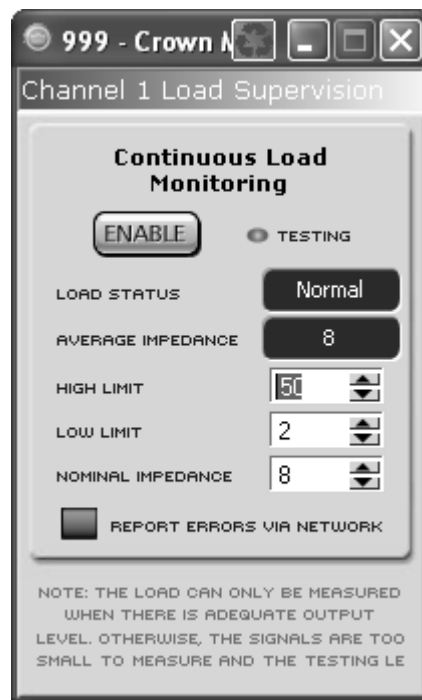 999 - Crown
Channel 1 Load Supervision
Continuous Load
Monitoring
ENABLE
TESTING
LOAD STATUS Normal
AVERAGE IMPEDANCE 8
HIGH LIMIT 50
LOW LIMIT 2
NOMINAL IMPEDANCE 8
REPORT ERRORS VIA NETWORK
NOTE: THE LOAD CAN ONLY BE MEASURED
WHEN THERE IS ADEQUATE OUTPUT
LEVEL. OTHERWISE, THE SIGNALS ARE TOO
SMALL TO MEASURE AND THE TESTING LE